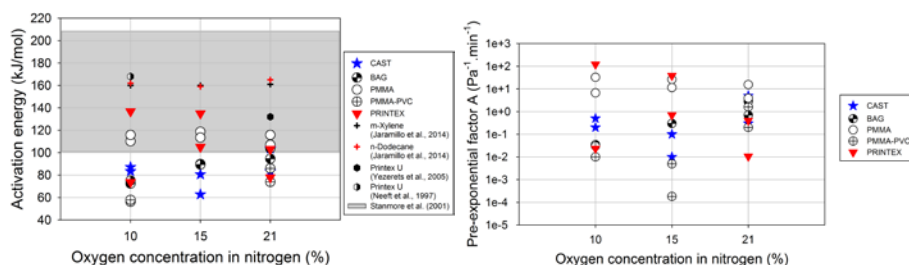 220
200
180
160
140
120
100
80
60
40
Activation energy (kJ/mol)
10
15
21
Oxygen concentration in nitrogen (%)
CAST
BAG
PMMA
PMMA-PVC
PRINTEX
m-Xylene
(Jaramillo et al., 2014)
n-Dodecane
(Jaramillo et al., 2014)
Printex U
(Yezerets et al., 2005)
Printex U
(Neeft et al., 1997)
Stanmore et al. (2001)
Pre-exponential factor A (Pa⁻¹.min⁻¹)
1e+4
1e+3
1e+2
1e+1
1e+0
1e-1
1e-2
1e-3
1e-4
1e-5
10
15
21
Oxygen concentration in nitrogen (%)
CAST
BAG
PMMA
PMMA-PVC
PRINTEX